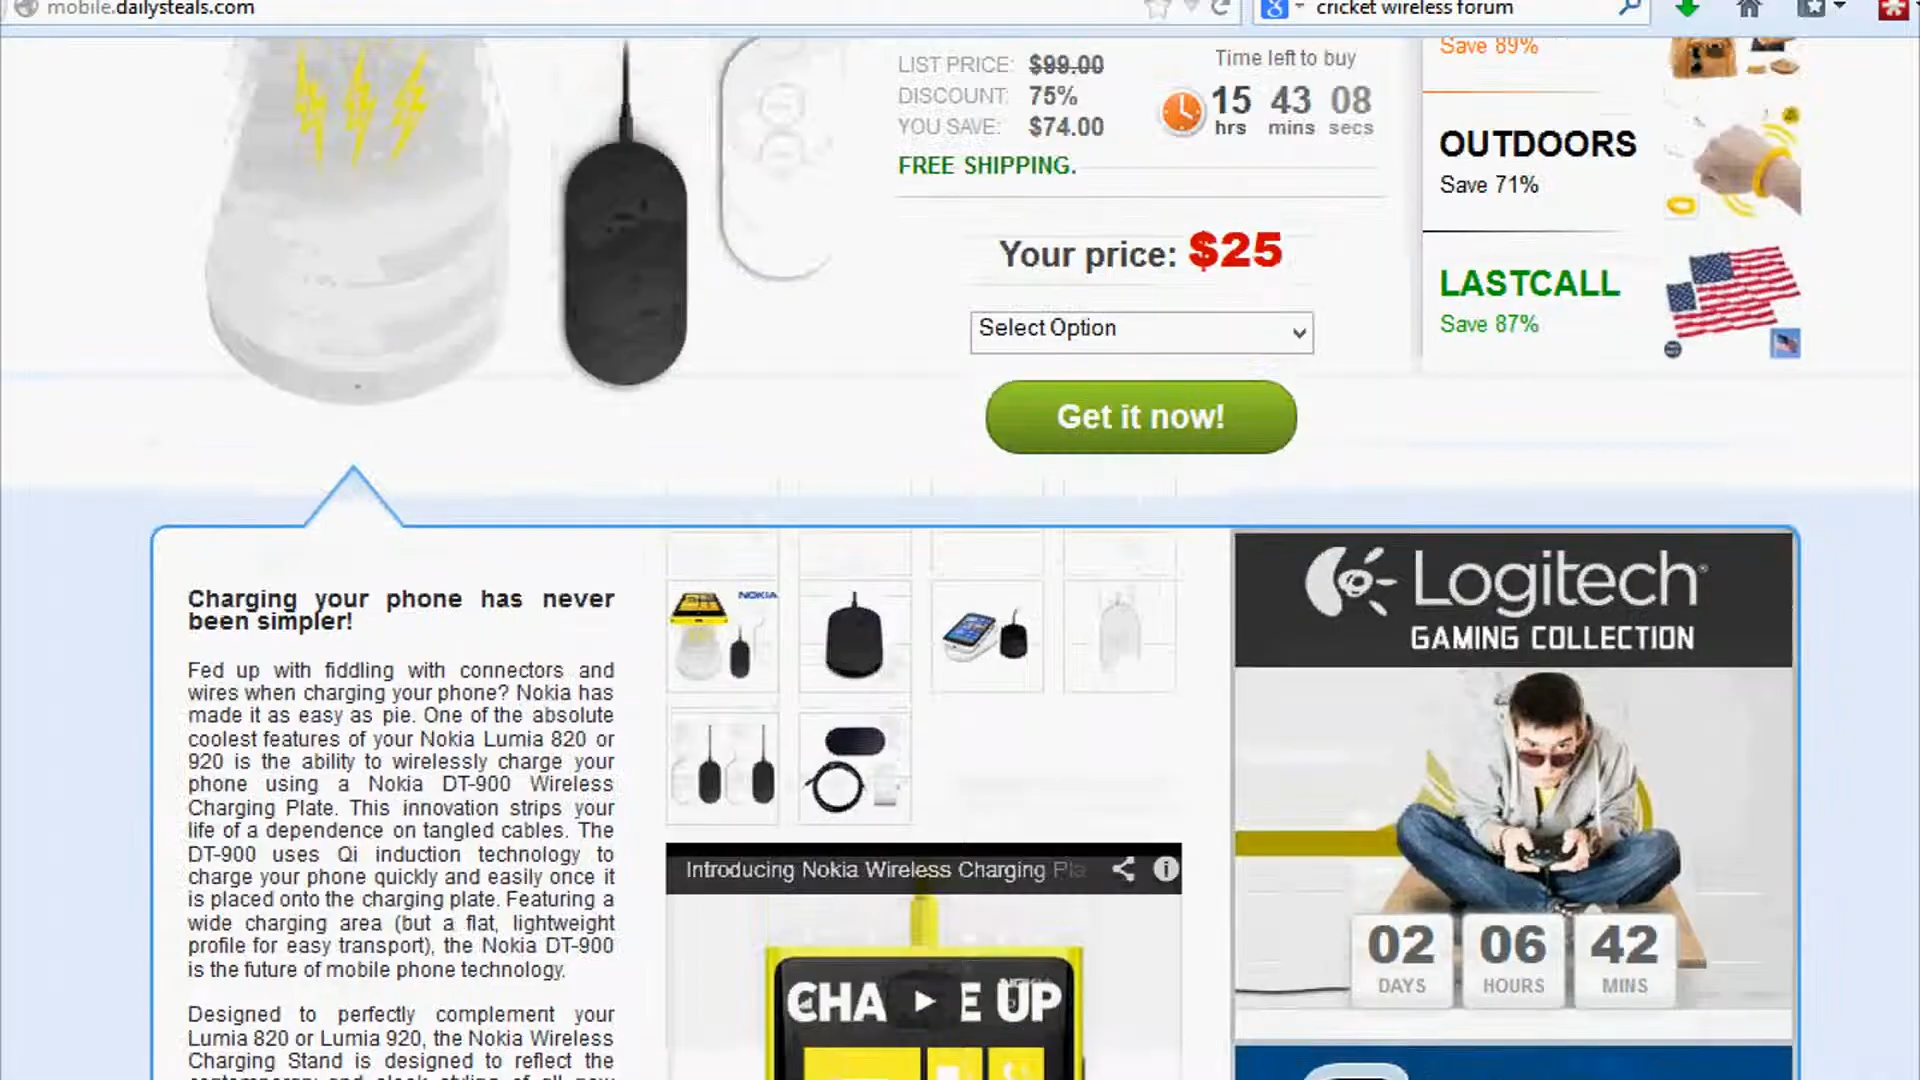 mobile.dailysteals.com
cricket wireless forum
LIST PRICE: $99.00
DISCOUNT: 75%
YOU SAVE: $74.00
FREE SHIPPING.
Time left to buy
15 43 08
hrs mins secs
Your price: $25
Select Option
Get it now!
Save 89%
OUTDOORS
Save 71%
LASTCALL
Save 87%
Charging your phone has never
been simpler!
Fed up with fiddling with connectors and
wires when charging your phone? Nokia has
made it as easy as pie. One of the absolute
coolest features of your Nokia Lumia 820 or
920 is the ability to wirelessly charge your
phone using a Nokia DT-900 Wireless
Charging Plate. This innovation strips your
life of a dependence on tangled cables. The
DT-900 uses Qi induction technology to
charge your phone quickly and easily once it
is placed onto the charging plate. Featuring a
wide charging area (but a flat, lightweight
profile for easy transport), the Nokia DT-900
is the future of mobile phone technology.
Designed to perfectly complement your
Lumia 820 or Lumia 920, the Nokia Wireless
Charging Stand is designed to reflect the
NOKIA
Introducing Nokia Wireless Charging Pla
CHA E UP
Logitech
GAMING COLLECTION
02 06 42
DAYS HOURS MINS